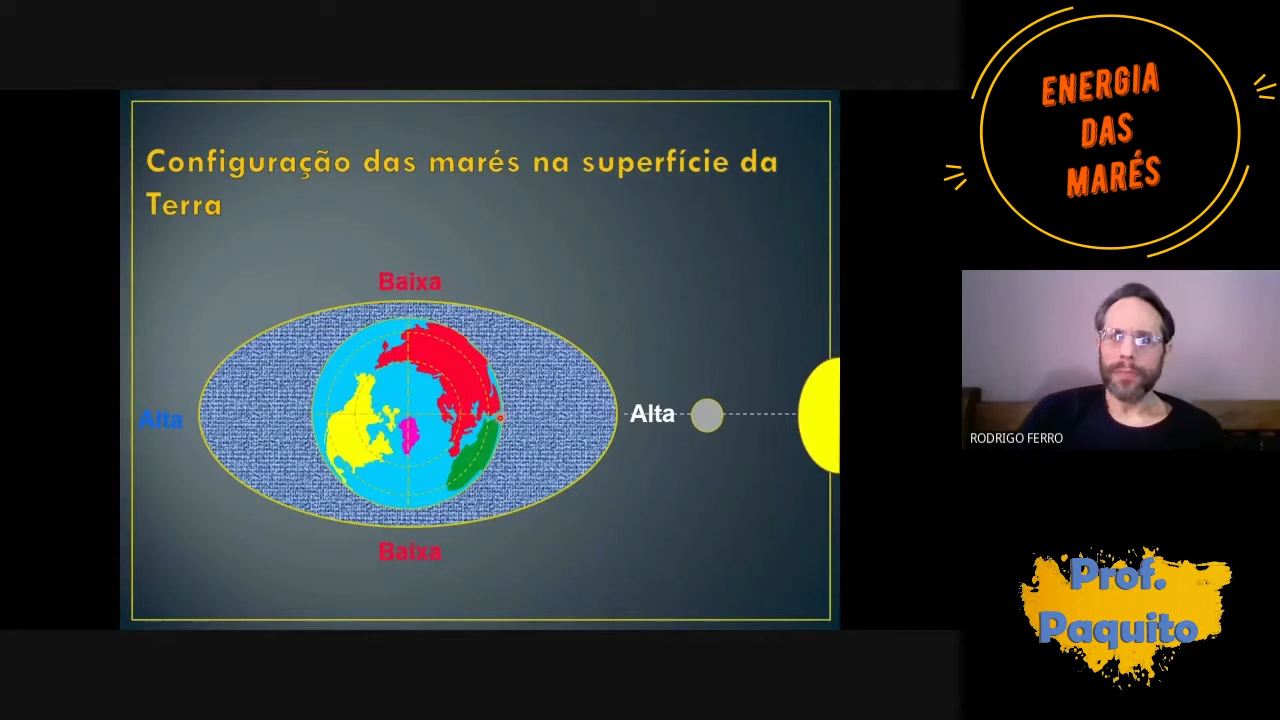 Configuração das marés na superfície da
Terra
Baixa
Alta
Alta
Baixa
ENERGIA
DAS
MARÉS
RODRIGO FERRO
Prof.
Paquito